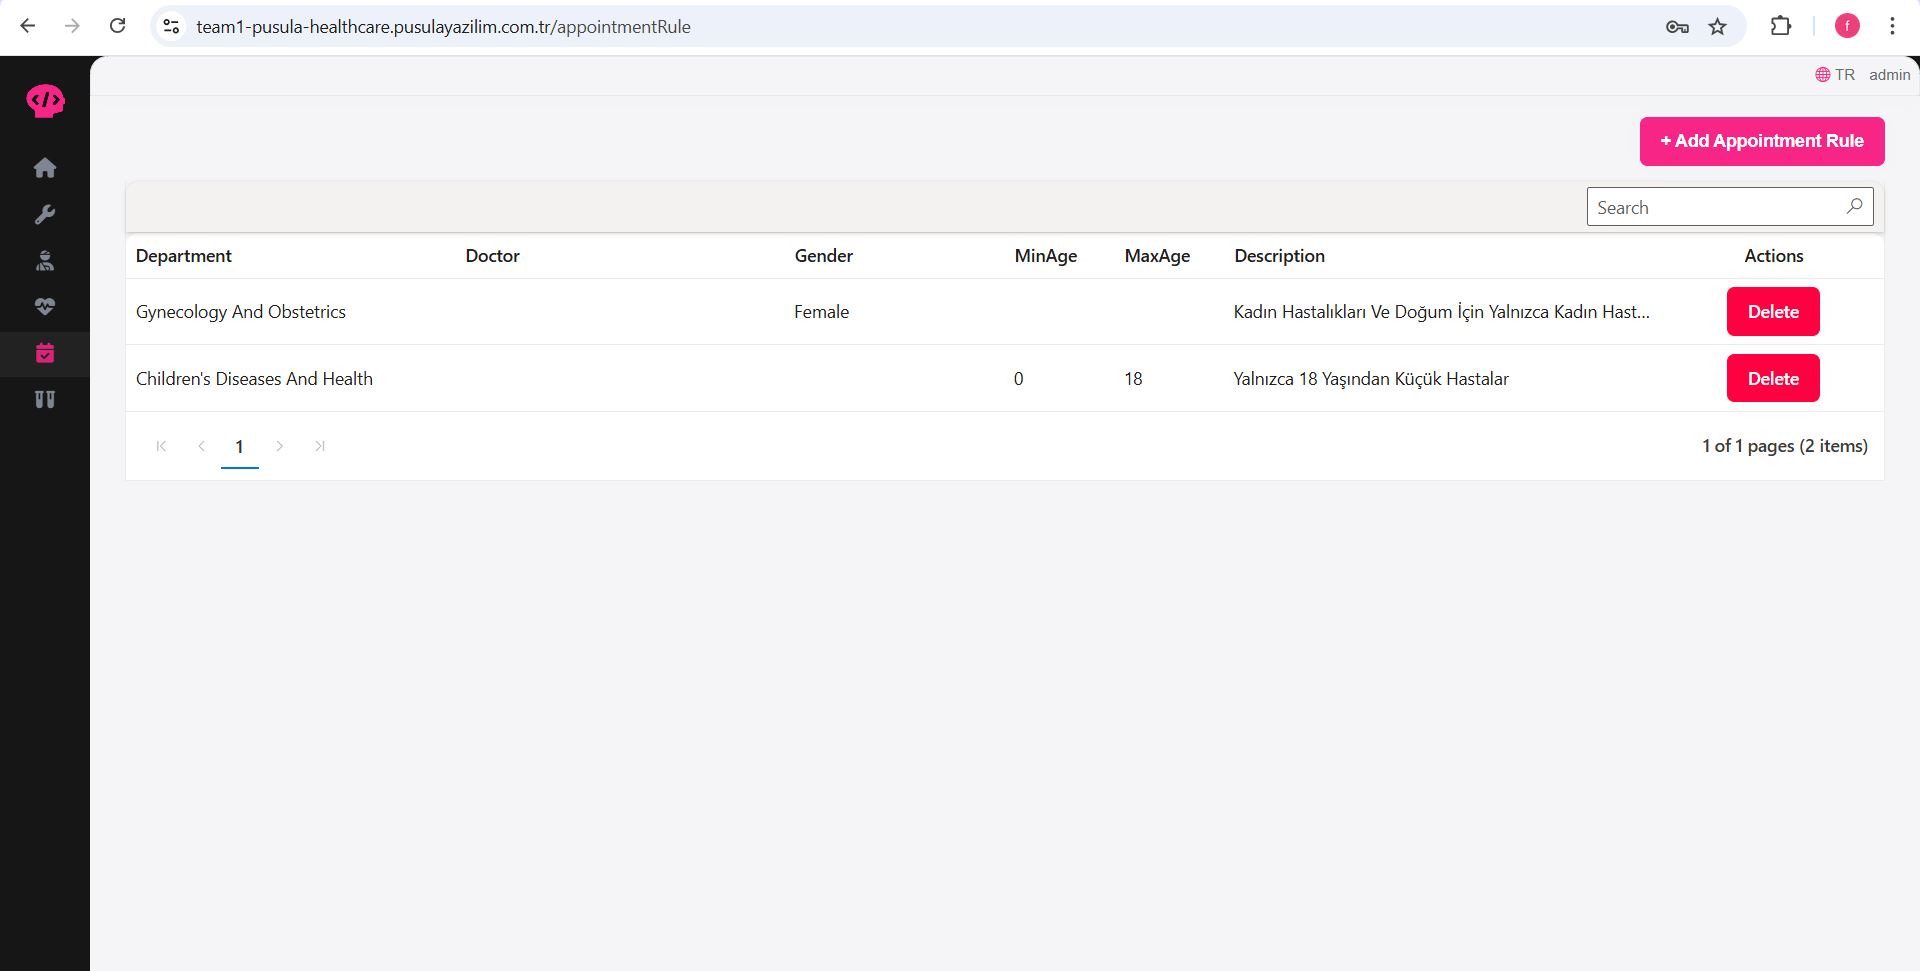 team1-pusula-healthcare.pusulayazilim.com.tr/appointmentRule
f
TR admin
+ Add Appointment Rule
Search
Department Doctor Gender MinAge MaxAge Description Actions
Gynecology And Obstetrics Female Kadın Hastalıkları Ve Doğum İçin Yalnızca Kadın Hast... Delete
Children's Diseases And Health 0 18 Yalnızca 18 Yaşından Küçük Hastalar Delete
1 1 of 1 pages (2 items)